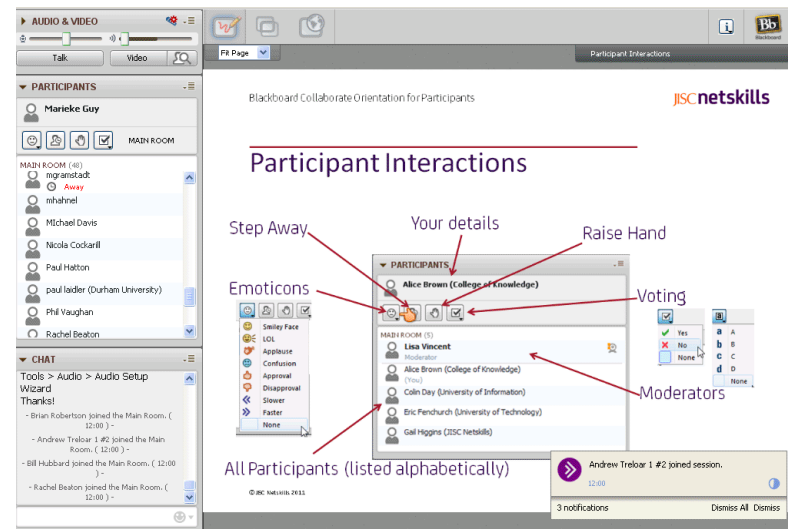 AUDIO & VIDEO
Talk
Video
PARTICIPANTS
Marieke Guy
MAIN ROOM
MAIN ROOM (48)
mgramstadt
Away
mhahnel
MIchael Davis
Nicola Cockarill
Paul Hatton
paul laidler (Durham University)
Phil Vaughan
Rachel Beaton
CHAT
Tools > Audio > Audio Setup
Wizard
Thanks!
- Brian Robertson joined the Main Room. (
12:00 ) -
- Andrew Treloar 1 #2 joined the Main
Room. ( 12:00 ) -
- Bill Hubbard joined the Main Room. ( 12:00
) -
- Rachel Beaton joined the Main Room. (
12:00 ) -
Fit Page
Participant Interactions
Bb
Blackboard
Blackboard Collaborate Orientation for Participants
JISC netskills
Participant Interactions
Step Away
Your details
Raise Hand
Emoticons
Voting
Smiley Face
LOL
Applause
Confusion
Approval
Disapproval
Slower
Faster
None
PARTICIPANTS
Alice Brown (College of Knowledge)
MAIN ROOM (5)
Lisa Vincent
Moderator
Alice Brown (College of Knowledge)
(You)
Colin Day (University of Information)
Eric Fenchurch (University of Technology)
Gail Higgins (JISC Netskills)
Yes
No
None
a A
b B
c C
d D
None
Moderators
All Participants (listed alphabetically)
© JISC Netskills 2011
Andrew Treloar 1 #2 joined session.
12:00
3 notifications
Dismiss All Dismiss